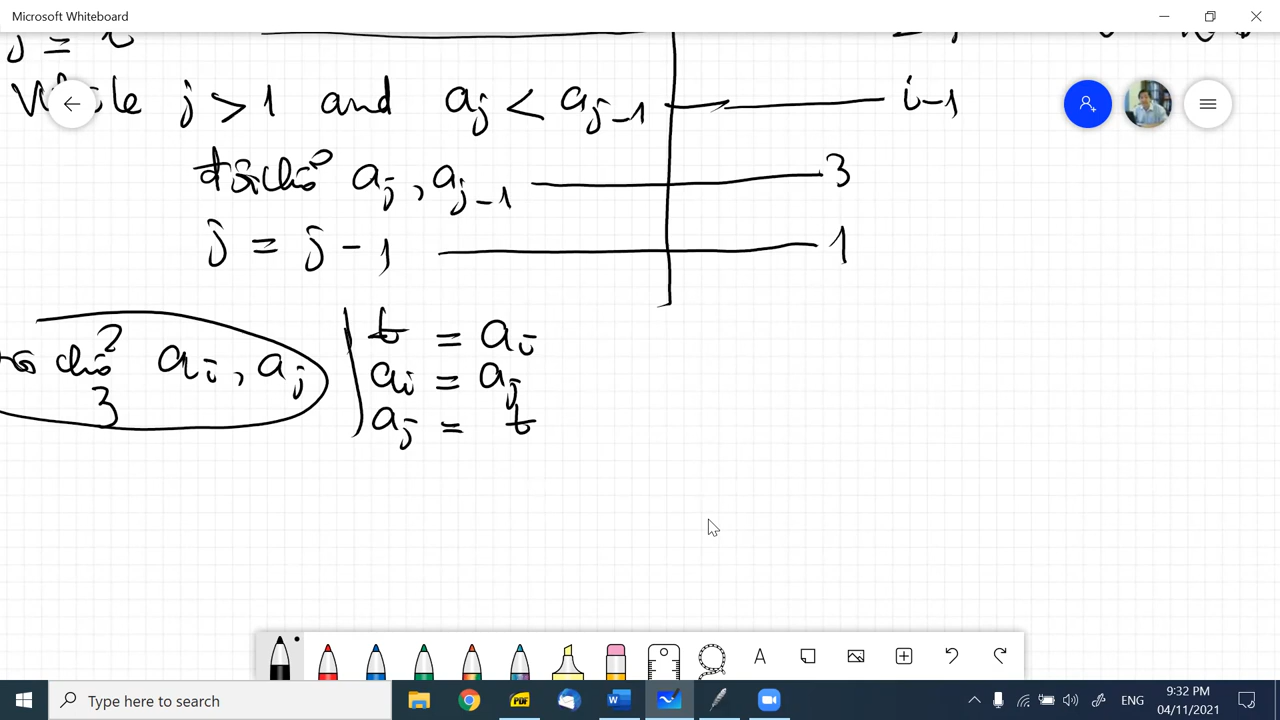 Microsoft Whiteboard
j = i
While j > 1 and aj < aj-1 i-1
đổi chỗ aj, aj-1 3
j = j - 1 1
đổi chỗ ai, aj
3
t = ai
ai = aj
aj = t
A
Type here to search
PDF
W
ENG
9:32 PM
04/11/2021